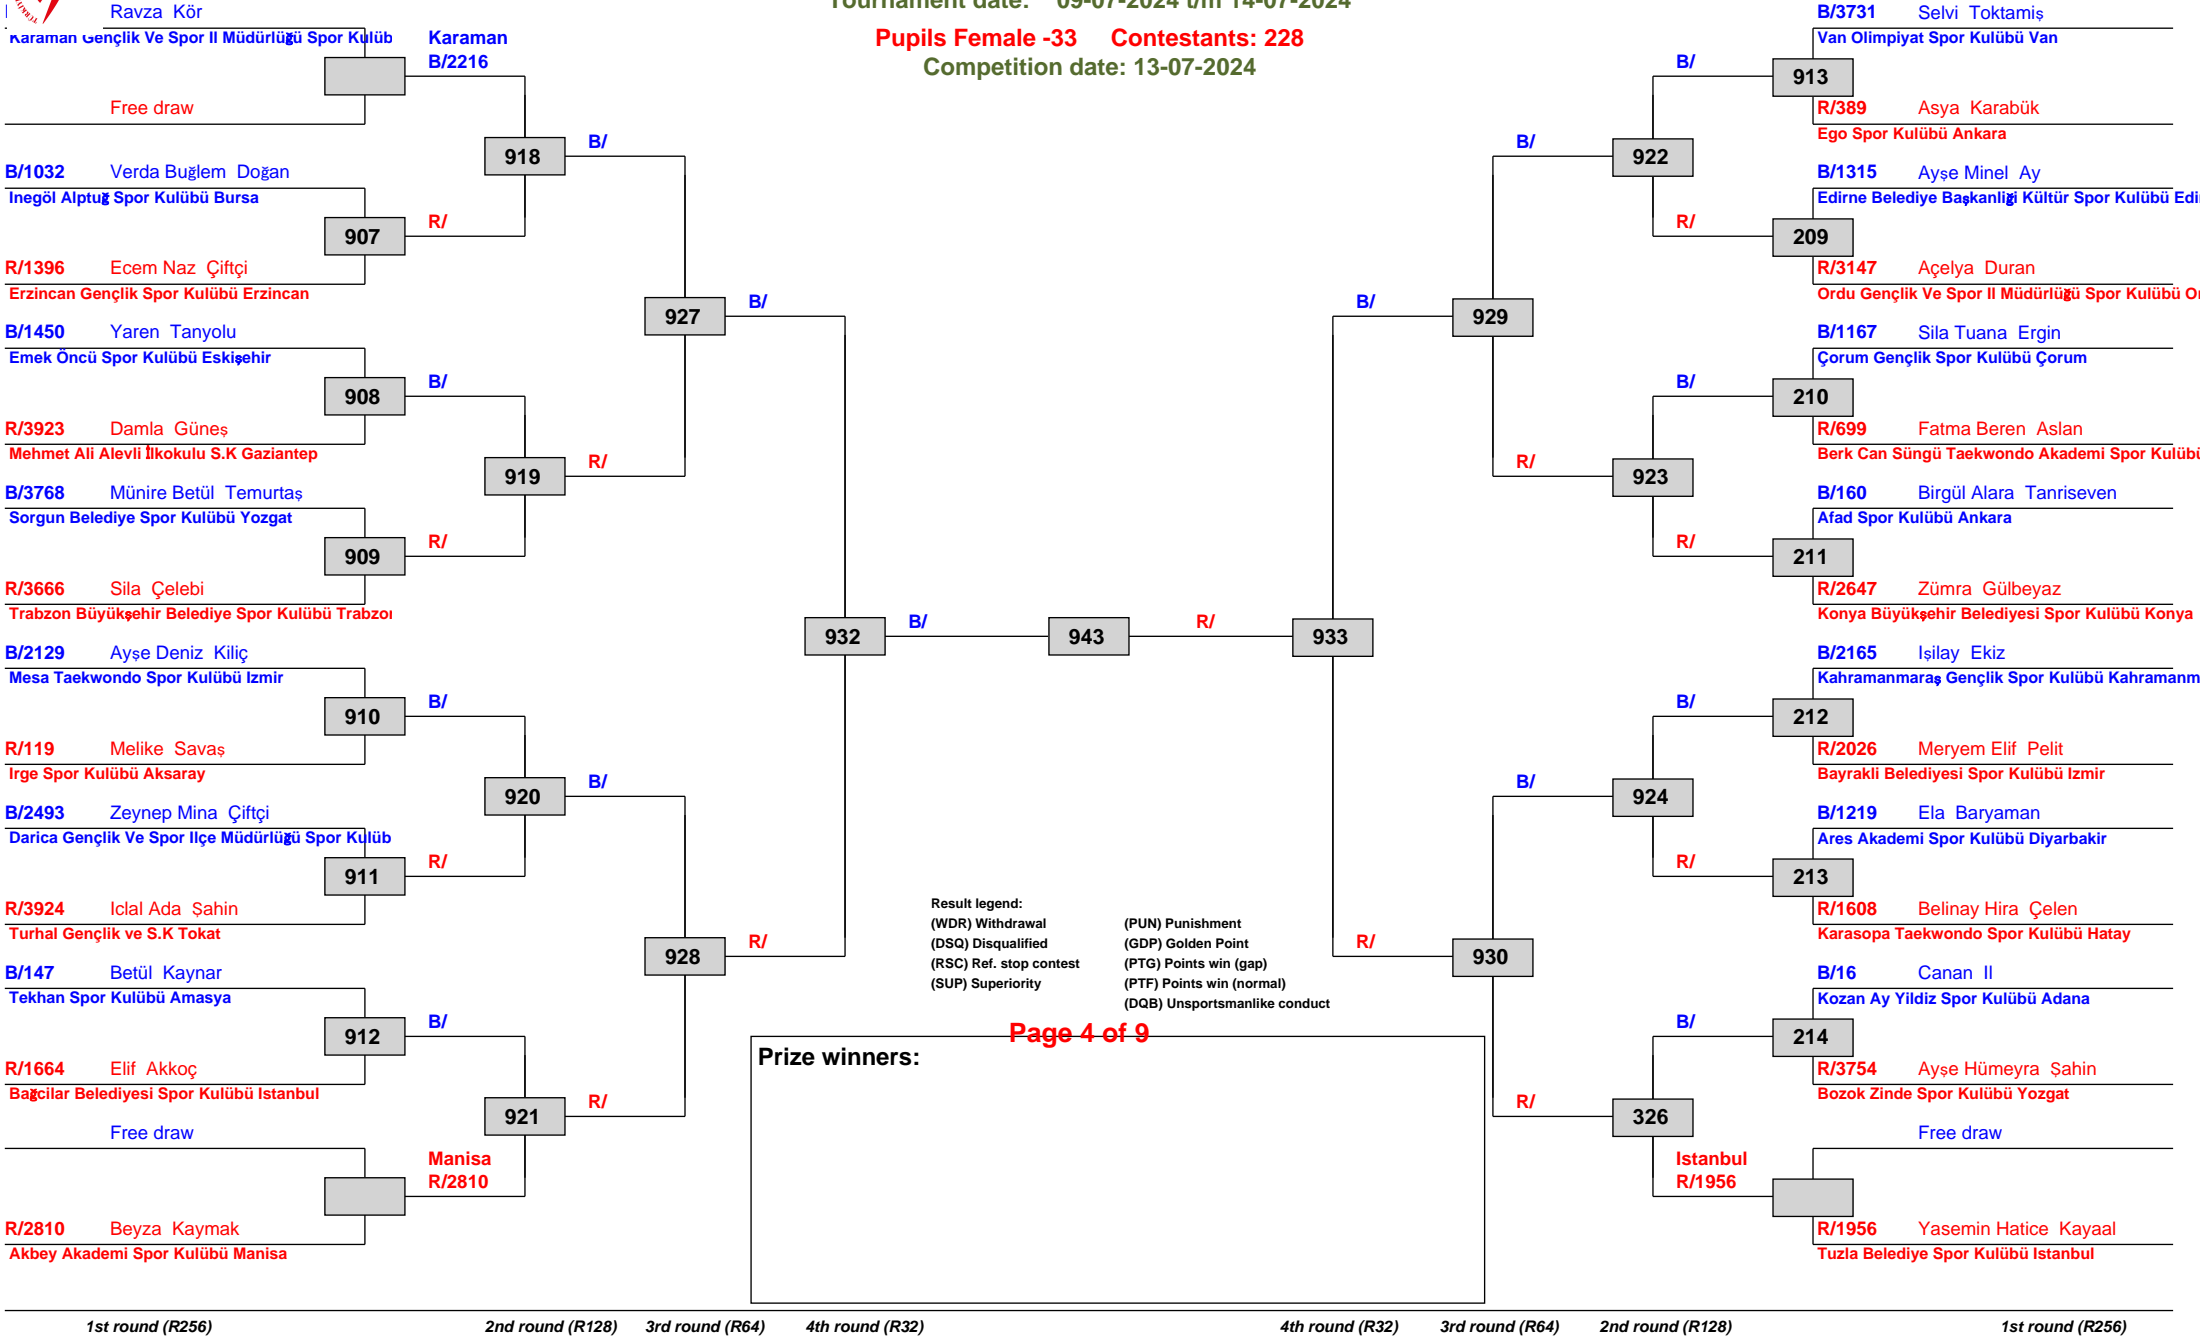 Tournament date: 09-07-2024 t/m 14-07-2024
Pupils Female -33 Contestants: 228
Competition date: 13-07-2024
Ravza Kör
Karaman Gençlik Ve Spor Il Müdürlüğü Spor Kulüb
Karaman
B/2216
Free draw
918
B/
B/1032 Verda Buğlem Doğan
Inegöl Alptuğ Spor Kulübü Bursa
907
R/
R/1396 Ecem Naz Çiftçi
Erzincan Gençlik Spor Kulübü Erzincan
927
B/
B/1450 Yaren Tanyolu
Emek Öncü Spor Kulübü Eskişehir
908
B/
R/3923 Damla Güneş
Mehmet Ali Alevli İlkokulu S.K Gaziantep
919
R/
B/3768 Münire Betül Temurtaş
Sorgun Belediye Spor Kulübü Yozgat
909
R/
R/3666 Sila Çelebi
Trabzon Büyükşehir Belediye Spor Kulübü
932
B/
943
R/
933
B/2129 Ayşe Deniz Kiliç
Mesa Taekwondo Spor Kulübü Izmir
910
B/
R/119 Melike Savaş
Irge Spor Kulübü Aksaray
920
B/
B/2493 Zeynep Mina Çiftçi
Darica Gençlik Ve Spor Ilçe Müdürlüğü Spor Kulüb
911
R/
R/3924 Iclal Ada Şahin
Turhal Gençlik ve S.K Tokat
928
R/
B/147 Betül Kaynar
Tekhan Spor Kulübü Amasya
912
B/
R/1664 Elif Akkoç
Bağcilar Belediyesi Spor Kulübü Istanbul
921
R/
Free draw
Manisa
R/2810
R/2810 Beyza Kaymak
Akbey Akademi Spor Kulübü Manisa
B/3731 Selvi Toktamiş
Van Olimpiyat Spor Kulübü Van
B/
913
R/389 Asya Karabük
Ego Spor Kulübü Ankara
B/
922
B/1315 Ayşe Minel Ay
Edirne Belediye Başkanliği Kültür Spor Kulübü
R/
209
R/3147 Açelya Duran
Ordu Gençlik Ve Spor Il Müdürlüğü Spor Kulübü
B/
929
B/1167 Sila Tuana Ergin
Çorum Gençlik Spor Kulübü Çorum
B/
210
R/699 Fatma Beren Aslan
Berk Can Süngü Taekwondo Akademi Spor Kulübü
R/
923
B/160 Birgül Alara Tanriseven
Afad Spor Kulübü Ankara
R/
211
R/2647 Zümra Gülbeyaz
Konya Büyükşehir Belediyesi Spor Kulübü Konya
B/2165 Işilay Ekiz
Kahramanmaraş Gençlik Spor Kulübü
B/
212
R/2026 Meryem Elif Pelit
Bayrakli Belediyesi Spor Kulübü Izmir
B/
924
B/1219 Ela Baryaman
Ares Akademi Spor Kulübü Diyarbakir
R/
213
R/1608 Belinay Hira Çelen
Karasopa Taekwondo Spor Kulübü Hatay
R/
930
B/16 Canan Il
Kozan Ay Yildiz Spor Kulübü Adana
B/
214
R/3754 Ayşe Hümeyra Şahin
Bozok Zinde Spor Kulübü Yozgat
R/
326
Free draw
Istanbul
R/1956
R/1956 Yasemin Hatice Kayaal
Tuzla Belediye Spor Kulübü Istanbul
Result legend:
(WDR) Withdrawal (PUN) Punishment
(DSQ) Disqualified (GDP) Golden Point
(RSC) Ref. stop contest (PTG) Points win (gap)
(SUP) Superiority (PTF) Points win (normal)
(DQB) Unsportsmanlike conduct
Page 4 of 9
Prize winners:
1st round (R256) 2nd round (R128) 3rd round (R64) 4th round (R32) 4th round (R32) 3rd round (R64) 2nd round (R128) 1st round (R256)